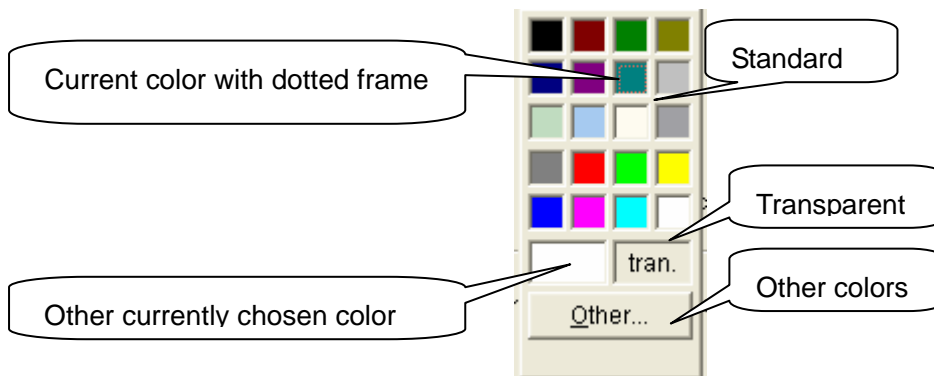 Standard
Current color with dotted frame
Transparent
tran.
Other colors
Other currently chosen color
Other...